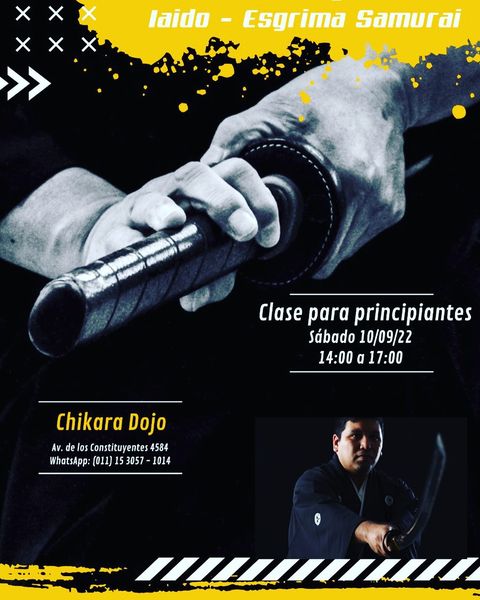 Iaido - Esgrima Samurai
Clase para principiantes
Sábado 10/09/22
14:00 a 17:00
Chikara Dojo
Av. de los Constituyentes 4584
WhatsApp: (011) 15 3057 - 1014